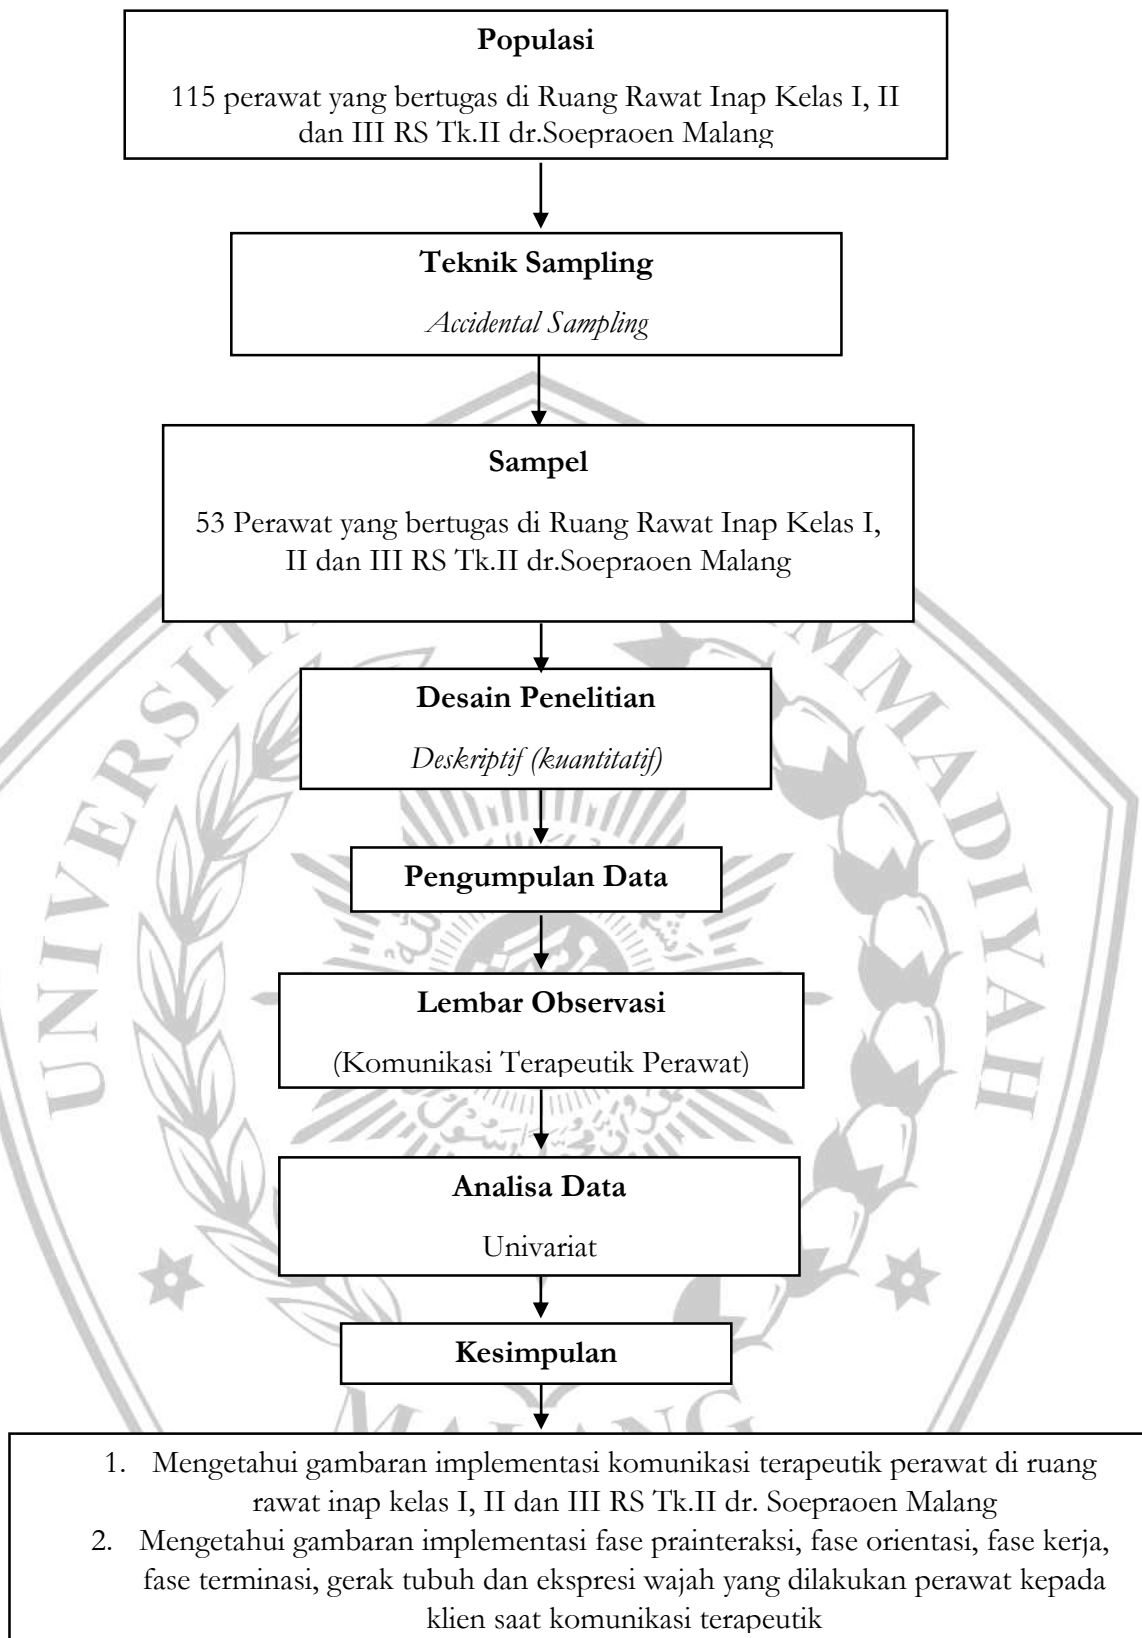 Populasi
115 perawat yang bertugas di Ruang Rawat Inap Kelas I, II
dan III RS Tk.II dr.Soepraoen Malang
Teknik Sampling
Accidental Sampling
Sampel
53 Perawat yang bertugas di Ruang Rawat Inap Kelas I,
II dan III RS Tk.II dr.Soepraoen Malang
Desain Penelitian
Deskriptif (kuantitatif)
Pengumpulan Data
Lembar Observasi
(Komunikasi Terapeutik Perawat)
Analisa Data
Univariat
Kesimpulan
MALANG
1. Mengetahui gambaran implementasi komunikasi terapeutik perawat di ruang
rawat inap kelas I, II dan III RS Tk.II dr. Soepraoen Malang
2. Mengetahui gambaran implementasi fase prainteraksi, fase orientasi, fase kerja,
fase terminasi, gerak tubuh dan ekspresi wajah yang dilakukan perawat kepada
klien saat komunikasi terapeutik